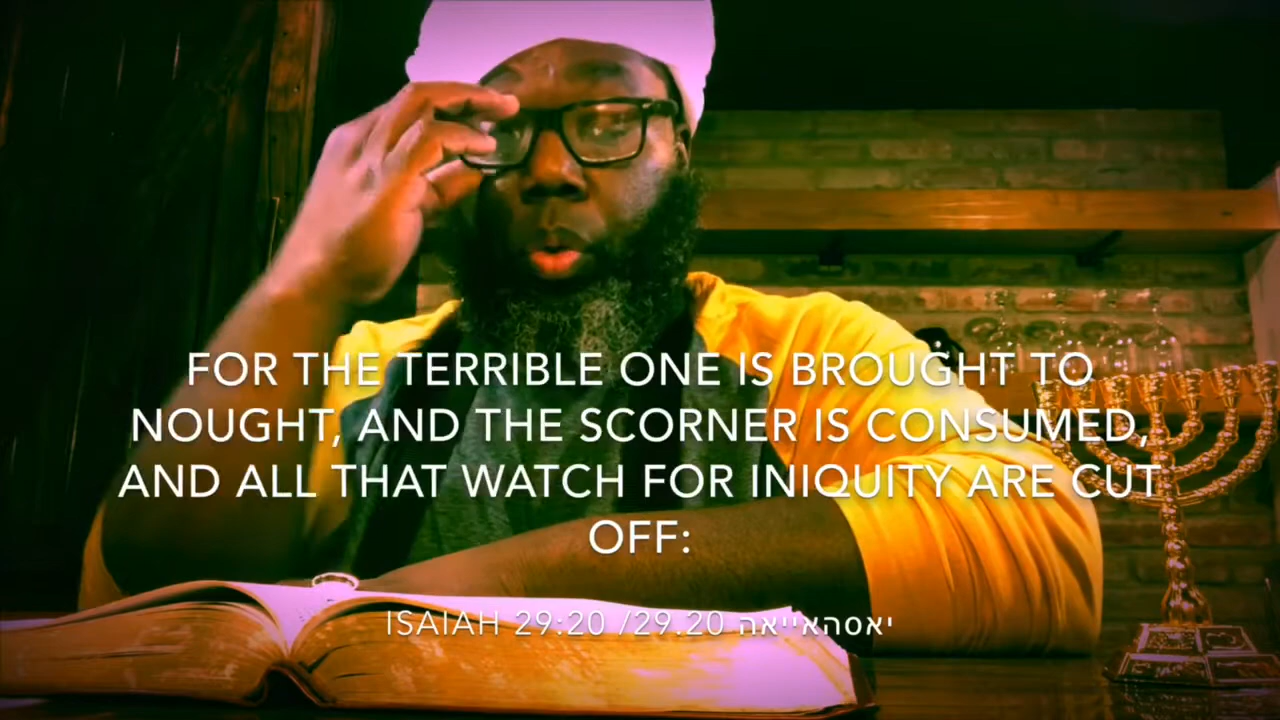 FOR THE TERRIBLE ONE IS BROUGHT TO
NOUGHT, AND THE SCORNER IS CONSUMED,
AND ALL THAT WATCH FOR INIQUITY ARE CUT
OFF:
ISAIAH 29:20 /29.20 יאסהאייאה